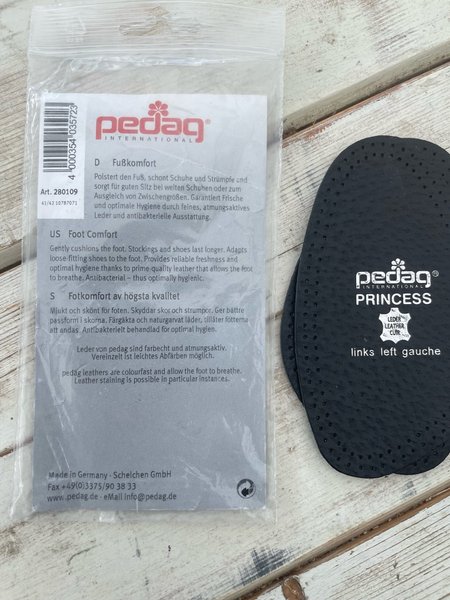 pedag®
INTERNATIONAL
4 000354 035723
Art. 280109
D Fußkomfort
Polstert den Fuß, schont Schuhe und Strümpfe und
sorgt für guten Sitz bei weiten Schuhen oder zum
Ausgleich von Zwischengrößen. Garantiert Frische
und optimale Hygiene durch feines, atmungsaktives
Leder und antibakterielle Ausstattung.
US Foot Comfort
Gently cushions the foot. Stockings and shoes last longer. Adapts
loose-fitting shoes to the foot. Provides reliable freshness and
optimal hygiene thanks to prime quality leather that allows the foot
to breathe. Antibacterial – thus optimally hygienic.
S Fotkomfort av högsta kvalitet
Mjukt och skönt för foten. Skyddar skor och strumpor. Ger bättre
passform i skorna. Färgäkta och naturgarvat läder, tillåter fötterna
att andas. Antibakteriell behandlad för optimal hygien.
Leder von pedag sind farbecht und atmungsaktiv.
Vereinzelt ist leichtes Abfärben möglich.
pedag leathers are colourfast and allow the foot to breathe.
Leather staining is possible in particular instances.
Made in Germany · Schelchen GmbH
Fax +49(0)3375/90 38 33
www.pedag.de · eMail info@pedag.de
pedag®
INTERNATIONAL
PRINCESS
LEDER
LEATHER
CUIR
links left gauche